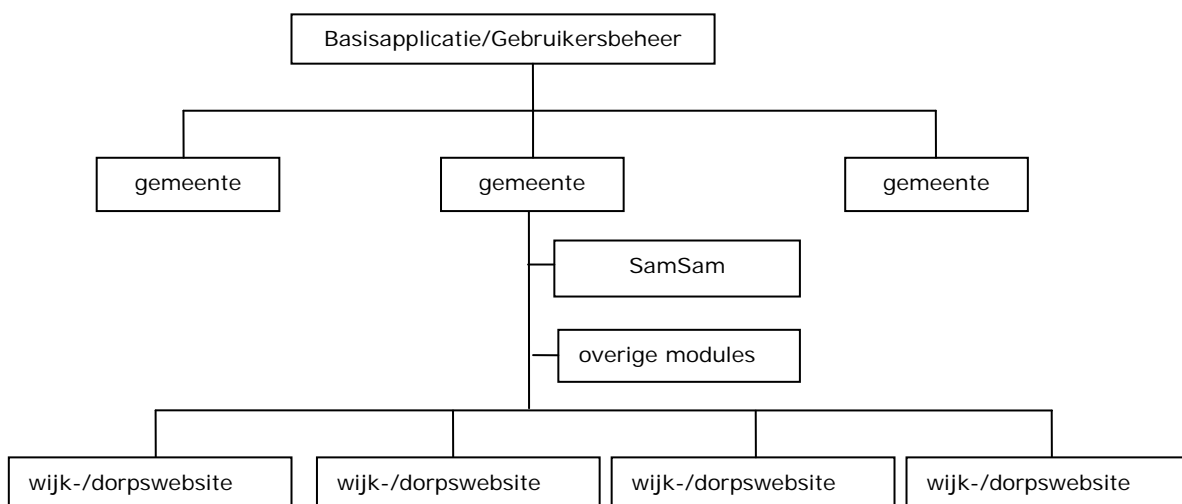 Basisapplicatie/Gebruikersbeheer
gemeente
gemeente
gemeente
SamSam
overige modules
wijk-/dorpswebsite
wijk-/dorpswebsite
wijk-/dorpswebsite
wijk-/dorpswebsite